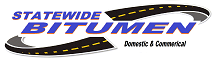 STATEWIDE
BITUMEN
Domestic & Commerical